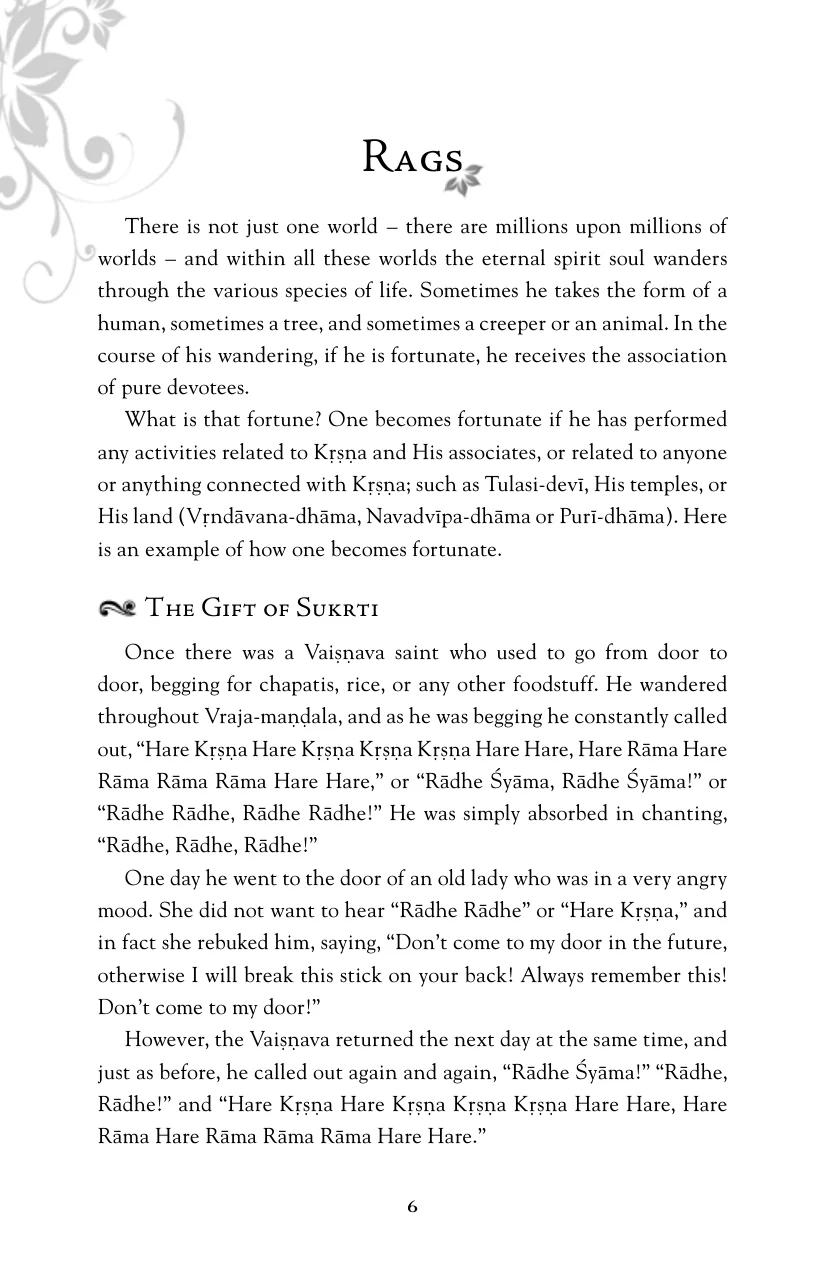 Rags
There is not just one world – there are millions upon millions of
worlds – and within all these worlds the eternal spirit soul wanders
through the various species of life. Sometimes he takes the form of a
human, sometimes a tree, and sometimes a creeper or an animal. In the
course of his wandering, if he is fortunate, he receives the association
of pure devotees.
What is that fortune? One becomes fortunate if he has performed
any activities related to Kṛṣṇa and His associates, or related to anyone
or anything connected with Kṛṣṇa; such as Tulasi-devī, His temples, or
His land (Vṛndāvana-dhāma, Navadvīpa-dhāma or Purī-dhāma). Here
is an example of how one becomes fortunate.
The Gift of Sukrti
Once there was a Vaiṣṇava saint who used to go from door to
door, begging for chapatis, rice, or any other foodstuff. He wandered
throughout Vraja-maṇḍala, and as he was begging he constantly called
out, “Hare Kṛṣṇa Hare Kṛṣṇa Kṛṣṇa Kṛṣṇa Hare Hare, Hare Rāma Hare
Rāma Rāma Rāma Hare Hare,” or “Rādhe Śyāma, Rādhe Śyāma!” or
“Rādhe Rādhe, Rādhe Rādhe!” He was simply absorbed in chanting,
“Rādhe, Rādhe, Rādhe!”
One day he went to the door of an old lady who was in a very angry
mood. She did not want to hear “Rādhe Rādhe” or “Hare Kṛṣṇa,” and
in fact she rebuked him, saying, “Don’t come to my door in the future,
otherwise I will break this stick on your back! Always remember this!
Don’t come to my door!”
However, the Vaiṣṇava returned the next day at the same time, and
just as before, he called out again and again, “Rādhe Śyāma!” “Rādhe,
Rādhe!” and “Hare Kṛṣṇa Hare Kṛṣṇa Kṛṣṇa Kṛṣṇa Hare Hare, Hare
Rāma Hare Rāma Rāma Rāma Hare Hare.”
6